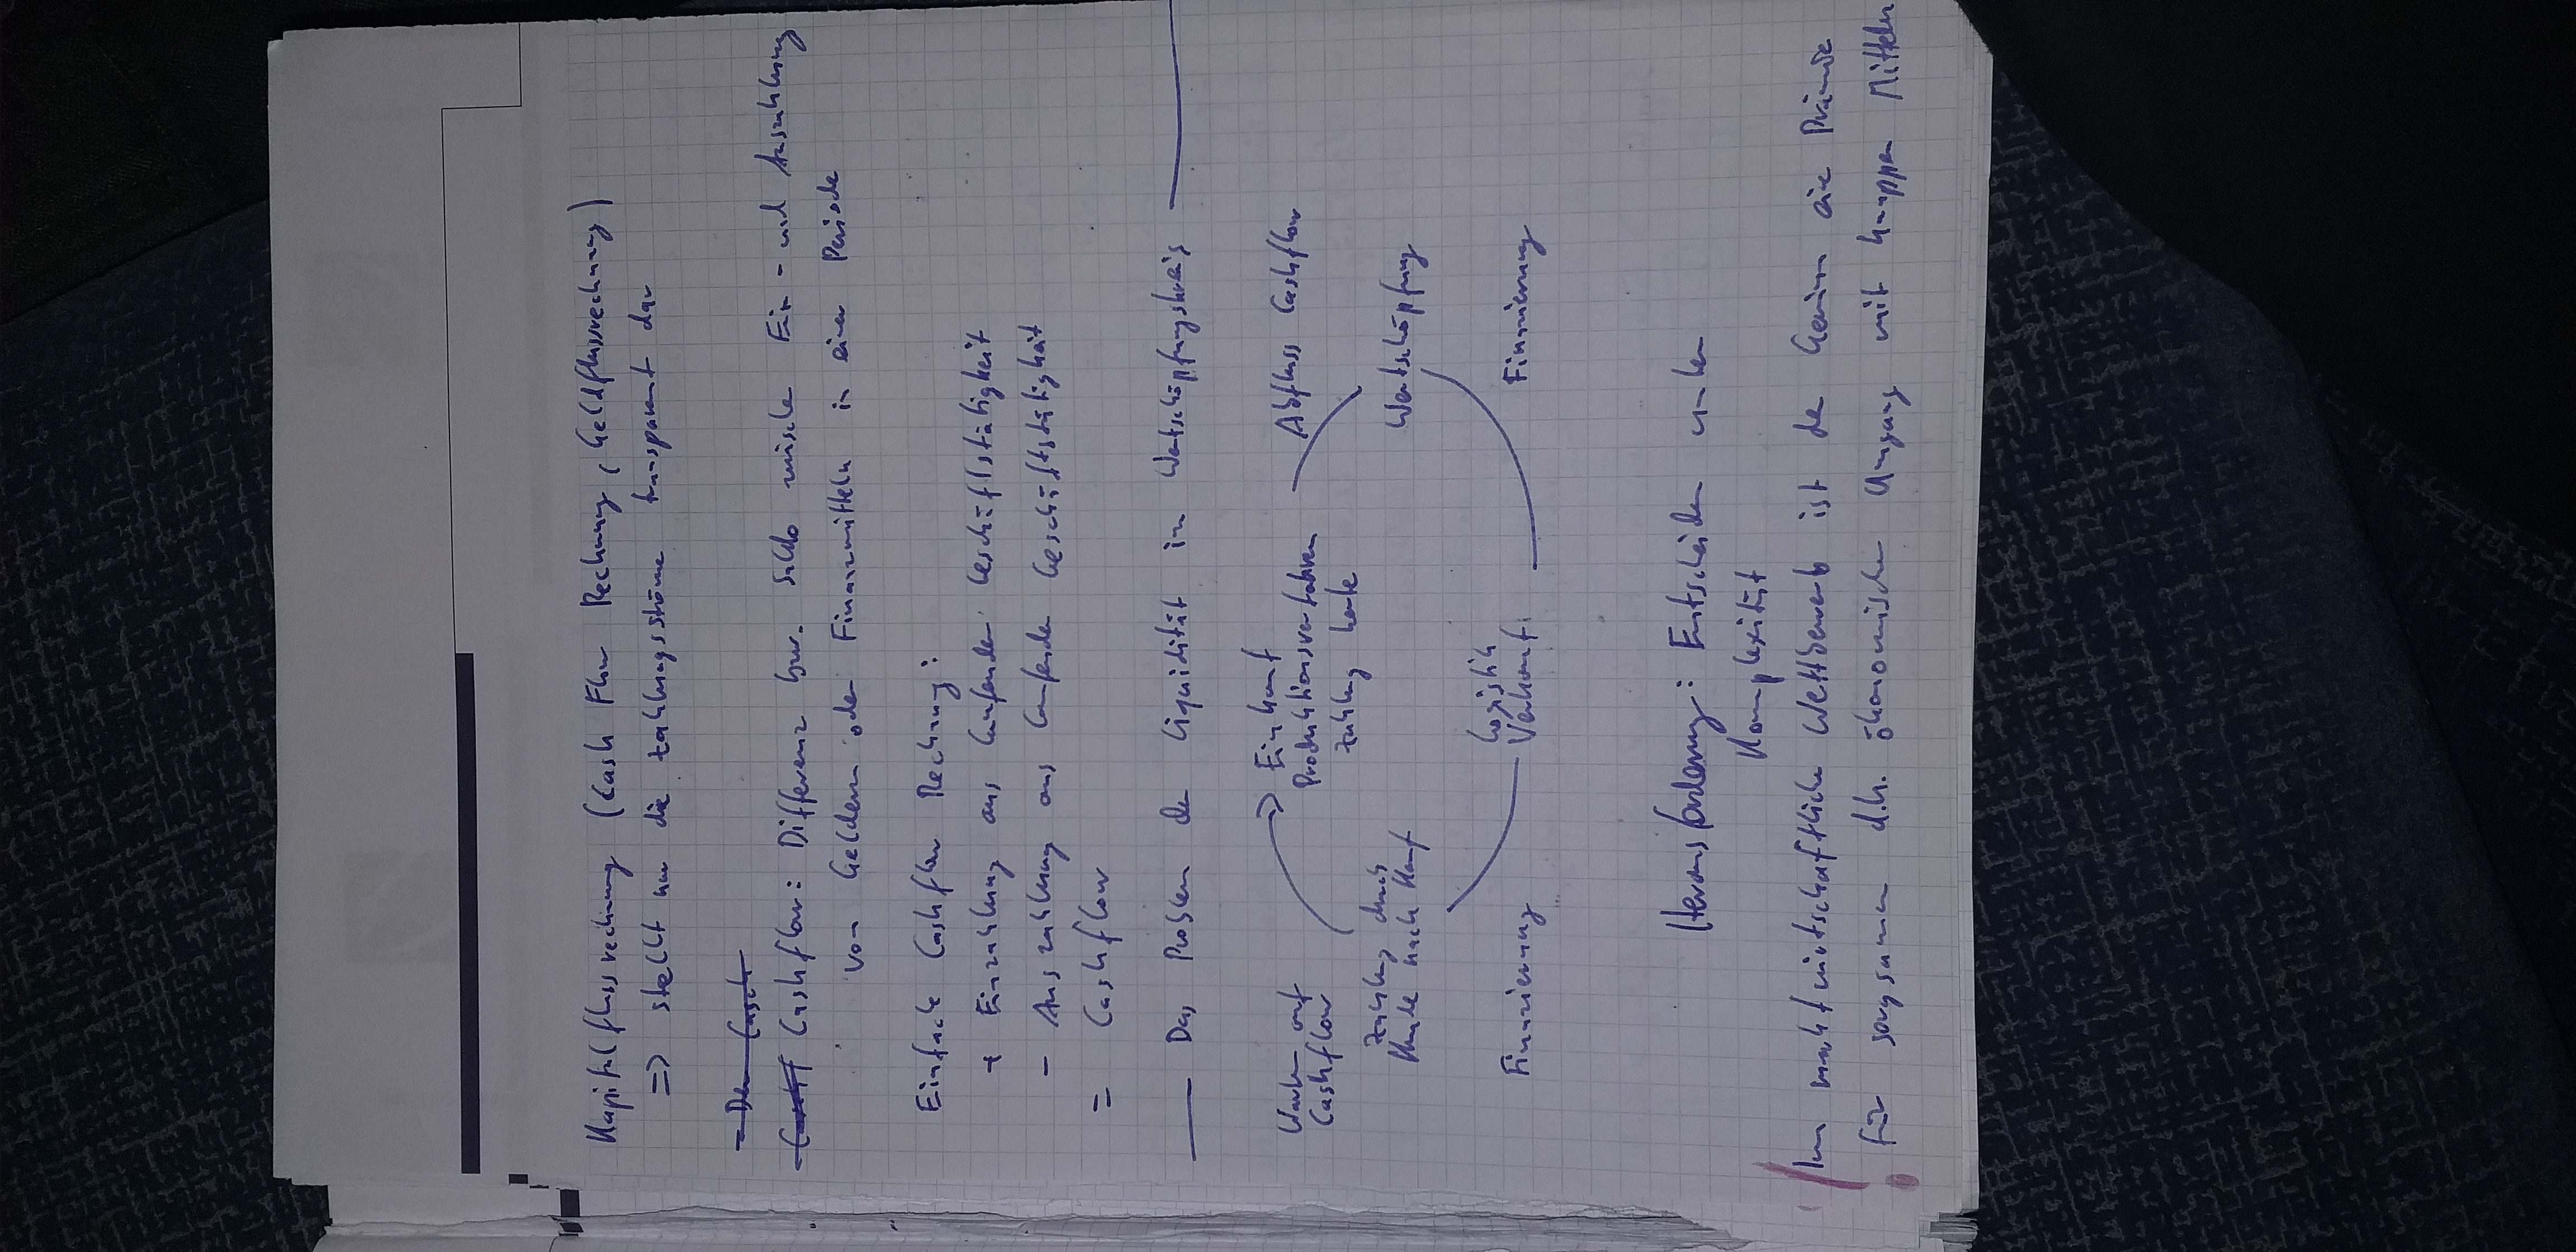 Kapitalflussrechnung (Cash Flow Rechnung, Geldflussrechnung)
=> stellt nur die Zahlungsströme transparent dar
- Der Casch
Cashf Cashflow: Differenz bzw. Saldo zwischen Ein- und Auszahlung
von Geldern oder Finanzmitteln in einer Periode
Einfache Cashflow Rechnung:
+ Einzahlung aus laufender Geschäftstätigkeit
- Auszahlung aus laufender Geschäftstätigkeit
= Cashflow
Das Problem der Liquidität im Wertschöpfungskreis
Warten auf
Cashflow
Einkauf
Produktionsverfahren
Zahlung heute
Abfluss Cashflow
Zahlung durch
Kunde nach Kauf
Wertschöpfung
Logistik
Verkauf
Finanzierung
Finanzierung
Herausforderung: Entscheiden unter
Komplexität
! Im marktwirtschaftliche Wettbewerb ist der Gewinn eine Prämie
für sorgsamen d.h. ökonomischen Umgang mit knappen Mitteln